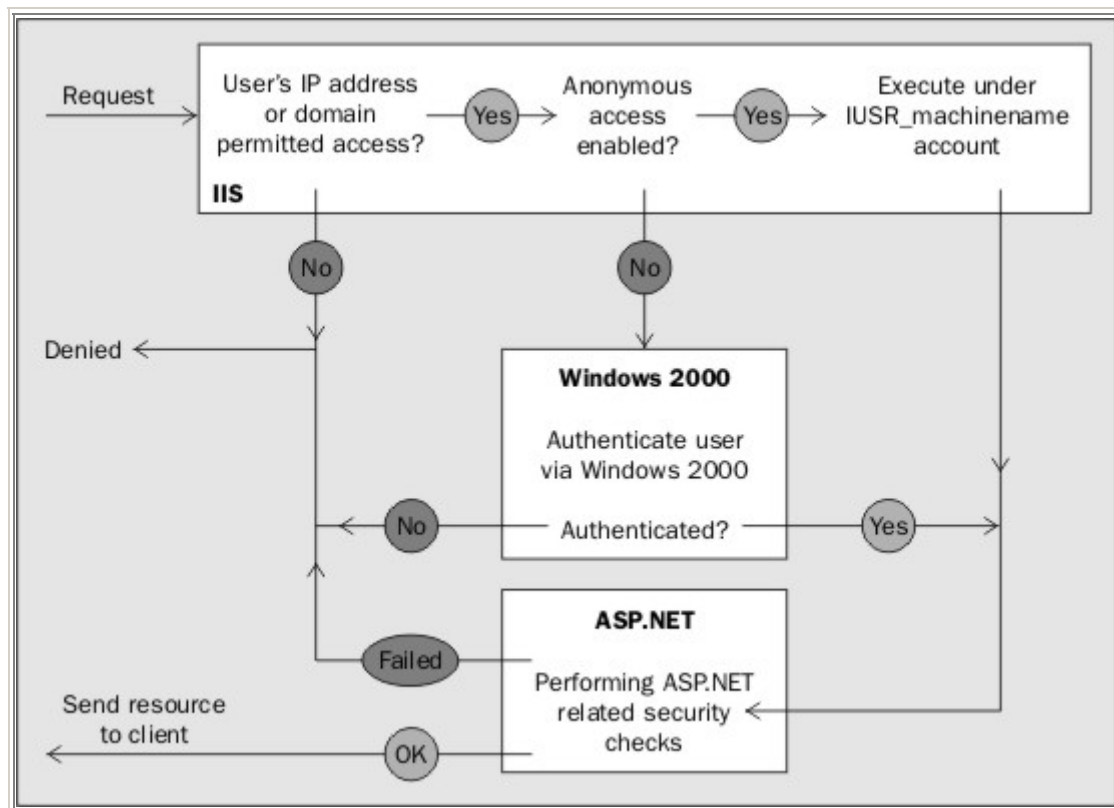 Request
User's IP address
or domain
permitted access?
Yes
Anonymous
access
enabled?
Yes
Execute under
IUSR_machinename
account
IIS
No
No
Denied
Windows 2000
Authenticate user
via Windows 2000
No
Authenticated?
Yes
ASP.NET
Failed
Performing ASP.NET
related security
checks
Send resource
to client
OK